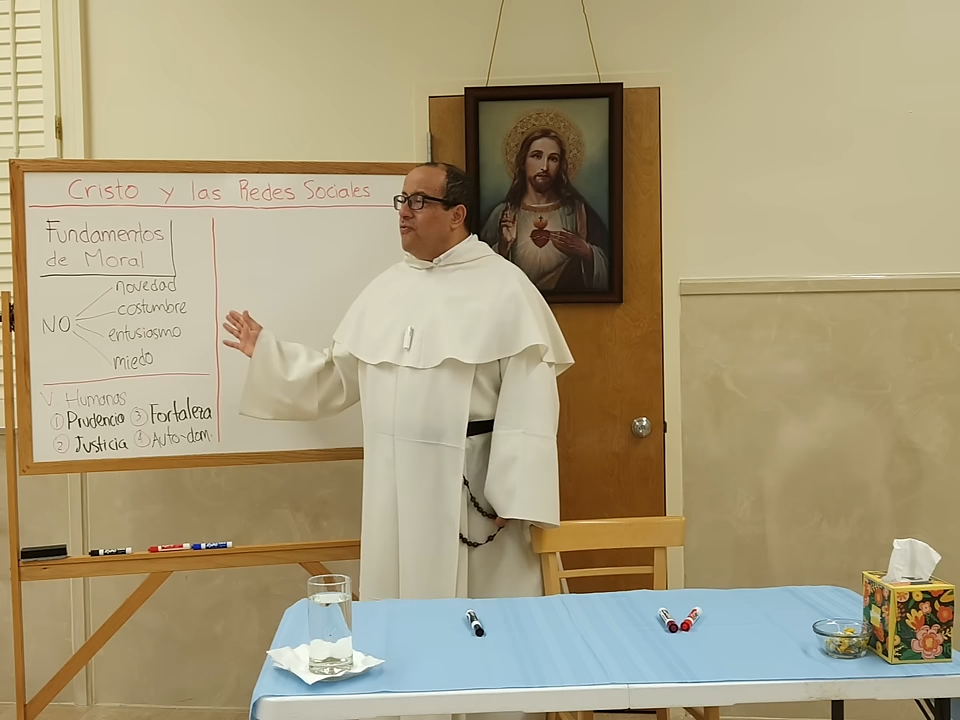 Cristo y las Redes Sociales
Fundamentos
de Moral
NO
novedad
costumbre
entusiasmo
miedo
V. Humanas
① Prudencia ③ Fortaleza
② Justicia ④ Auto-dom.